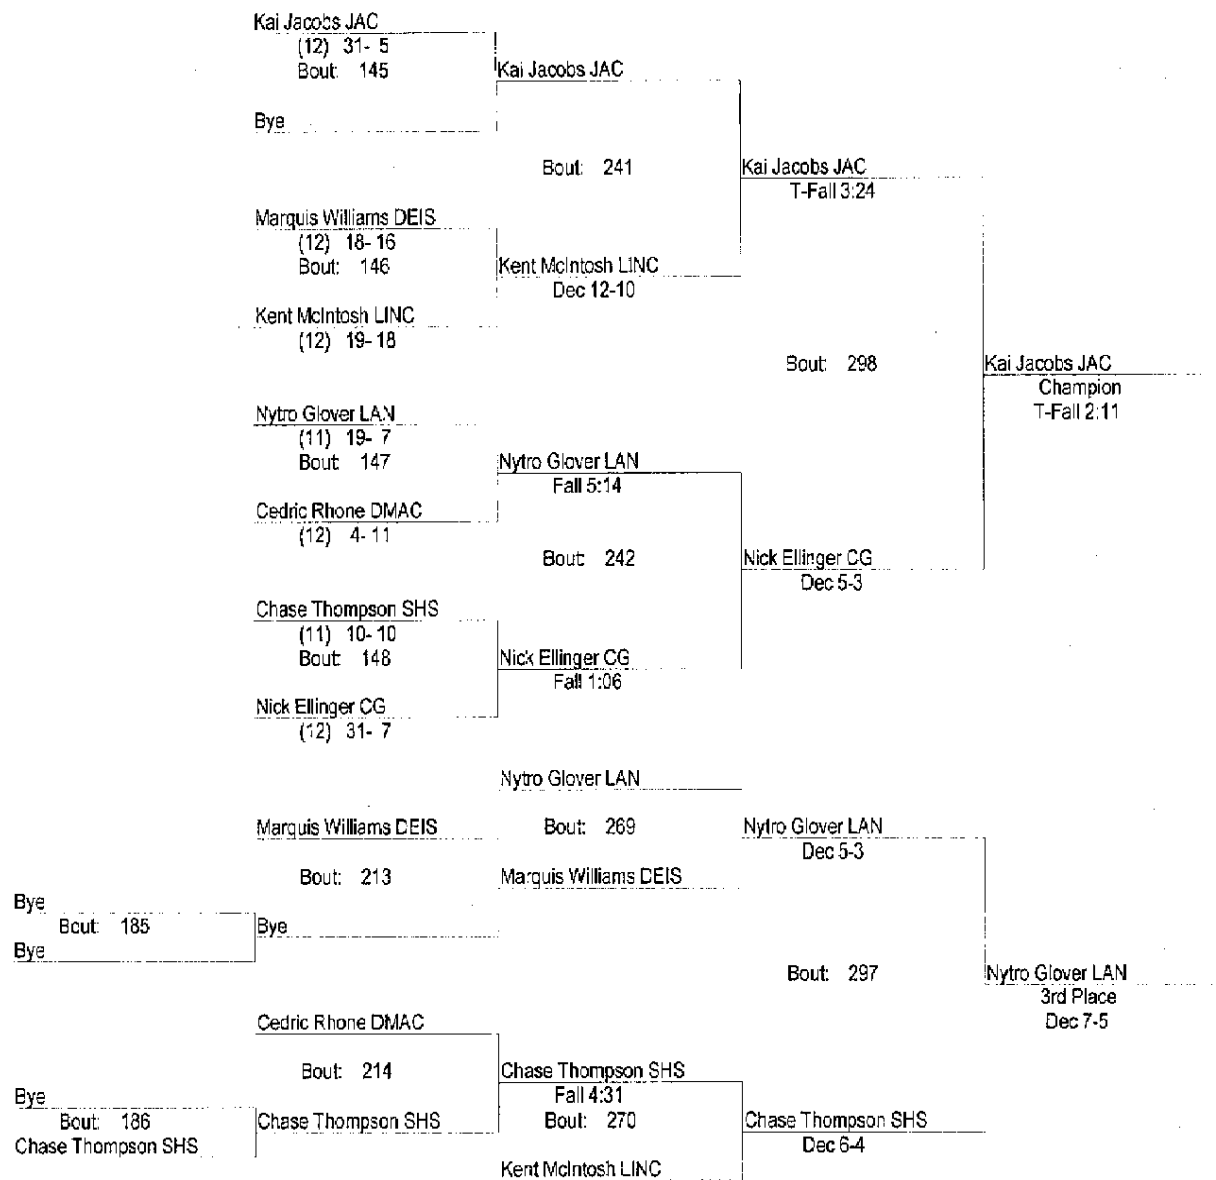 Kai Jacobs JAC
(12) 31- 5
Bout: 145
Kai Jacobs JAC
Bye
Bout: 241
Kai Jacobs JAC
T-Fall 3:24
Marquis Williams DEIS
(12) 18- 16
Bout: 146
Kent McIntosh LINC
Dec 12-10
Kent McIntosh LINC
(12) 19- 18
Bout: 298
Kai Jacobs JAC
Champion
T-Fall 2:11
Nytro Glover LAN
(11) 19- 7
Bout: 147
Nytro Glover LAN
Fall 5:14
Cedric Rhone DMAC
(12) 4- 11
Bout: 242
Nick Ellinger CG
Dec 5-3
Chase Thompson SHS
(11) 10- 10
Bout: 148
Nick Ellinger CG
Fall 1:06
Nick Ellinger CG
(12) 31- 7
Nytro Glover LAN
Marquis Williams DEIS
Bout: 269
Nytro Glover LAN
Dec 5-3
Bout: 213
Marquis Williams DEIS
Bye
Bout: 185
Bye
Bye
Bout: 297
Nytro Glover LAN
3rd Place
Dec 7-5
Cedric Rhone DMAC
Bout: 214
Chase Thompson SHS
Fall 4:31
Bye
Bout: 186
Chase Thompson SHS
Bout: 270
Chase Thompson SHS
Dec 6-4
Chase Thompson SHS
Kent McIntosh LINC